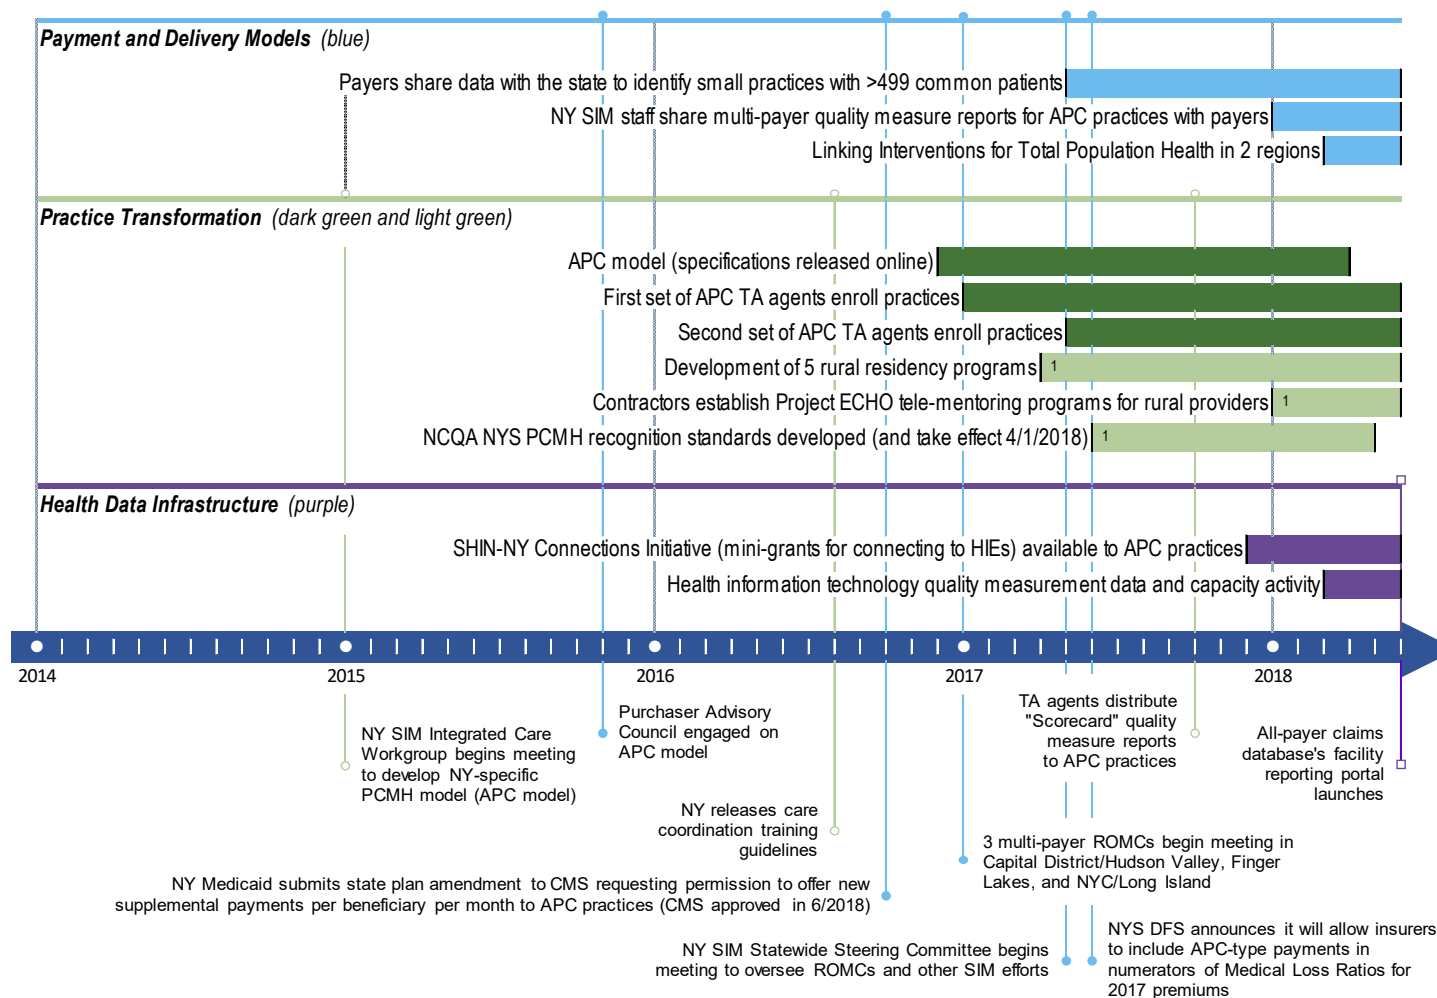 Payment and Delivery Models (blue)
Payers share data with the state to identify small practices with >499 common patients
NY SIM staff share multi-payer quality measure reports for APC practices with payers
Linking Interventions for Total Population Health in 2 regions
Practice Transformation (dark green and light green)
APC model (specifications released online)
First set of APC TA agents enroll practices
Second set of APC TA agents enroll practices
Development of 5 rural residency programs
1
Contractors establish Project ECHO tele-mentoring programs for rural providers
1
NCQA NYS PCMH recognition standards developed (and take effect 4/1/2018)
1
Health Data Infrastructure (purple)
SHIN-NY Connections Initiative (mini-grants for connecting to HIEs) available to APC practices
Health information technology quality measurement data and capacity activity
2014
2015
2016
2017
2018
NY SIM Integrated Care
Workgroup begins meeting
to develop NY-specific
PCMH model (APC model)
Purchaser Advisory
Council engaged on
APC model
NY releases care
coordination training
guidelines
NY Medicaid submits state plan amendment to CMS requesting permission to offer new
supplemental payments per beneficiary per month to APC practices (CMS approved in 6/2018)
TA agents distribute
"Scorecard" quality
measure reports
to APC practices
All-payer claims
database's facility
reporting portal
launches
3 multi-payer ROMCs begin meeting in
Capital District/Hudson Valley, Finger
Lakes, and NYC/Long Island
NY SIM Statewide Steering Committee begins
meeting to oversee ROMCs and other SIM efforts
NYS DFS announces it will allow insurers
to include APC-type payments in
numerators of Medical Loss Ratios for
2017 premiums